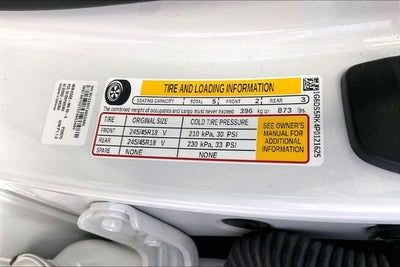 TIRE AND LOADING INFORMATION
SEATING CAPACITY TOTAL 5 FRONT 2 REAR 3
The combined weight of occupants and cargo must never exceed 396 kg or 873 lbs.
TIRE ORIGINAL SIZE COLD TIRE PRESSURE
FRONT 245/45R18 V 210 kPa, 30 PSI
REAR 245/45R18 V 230 kPa, 33 PSI
SPARE NONE NONE
SEE OWNER'S
MANUAL FOR
ADDITIONAL
INFORMATION
1G6DS5RK4P0121625